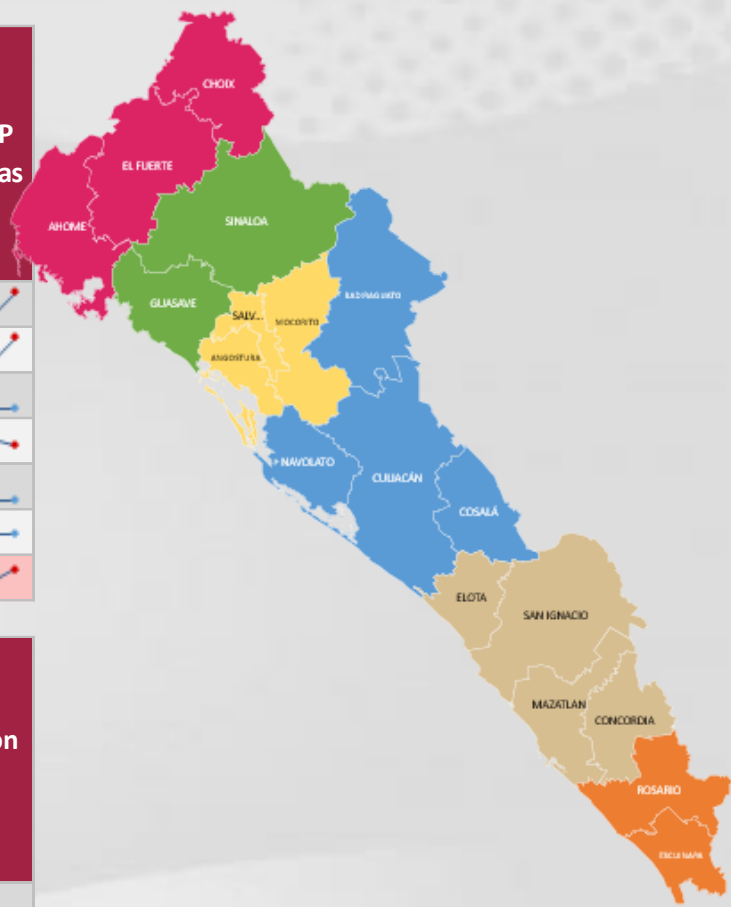 P
as
on
CHOIX
EL FUERTE
AHOME
SINALOA
GUASAVE
SALV...
MOCORITO
BADIRAGUATO
ANGOSTURA
NAVOLATO
CULIACÁN
COSALÁ
ELOTA
SAN IGNACIO
MAZATLAN
CONCORDIA
ROSARIO
ESCUINAPA